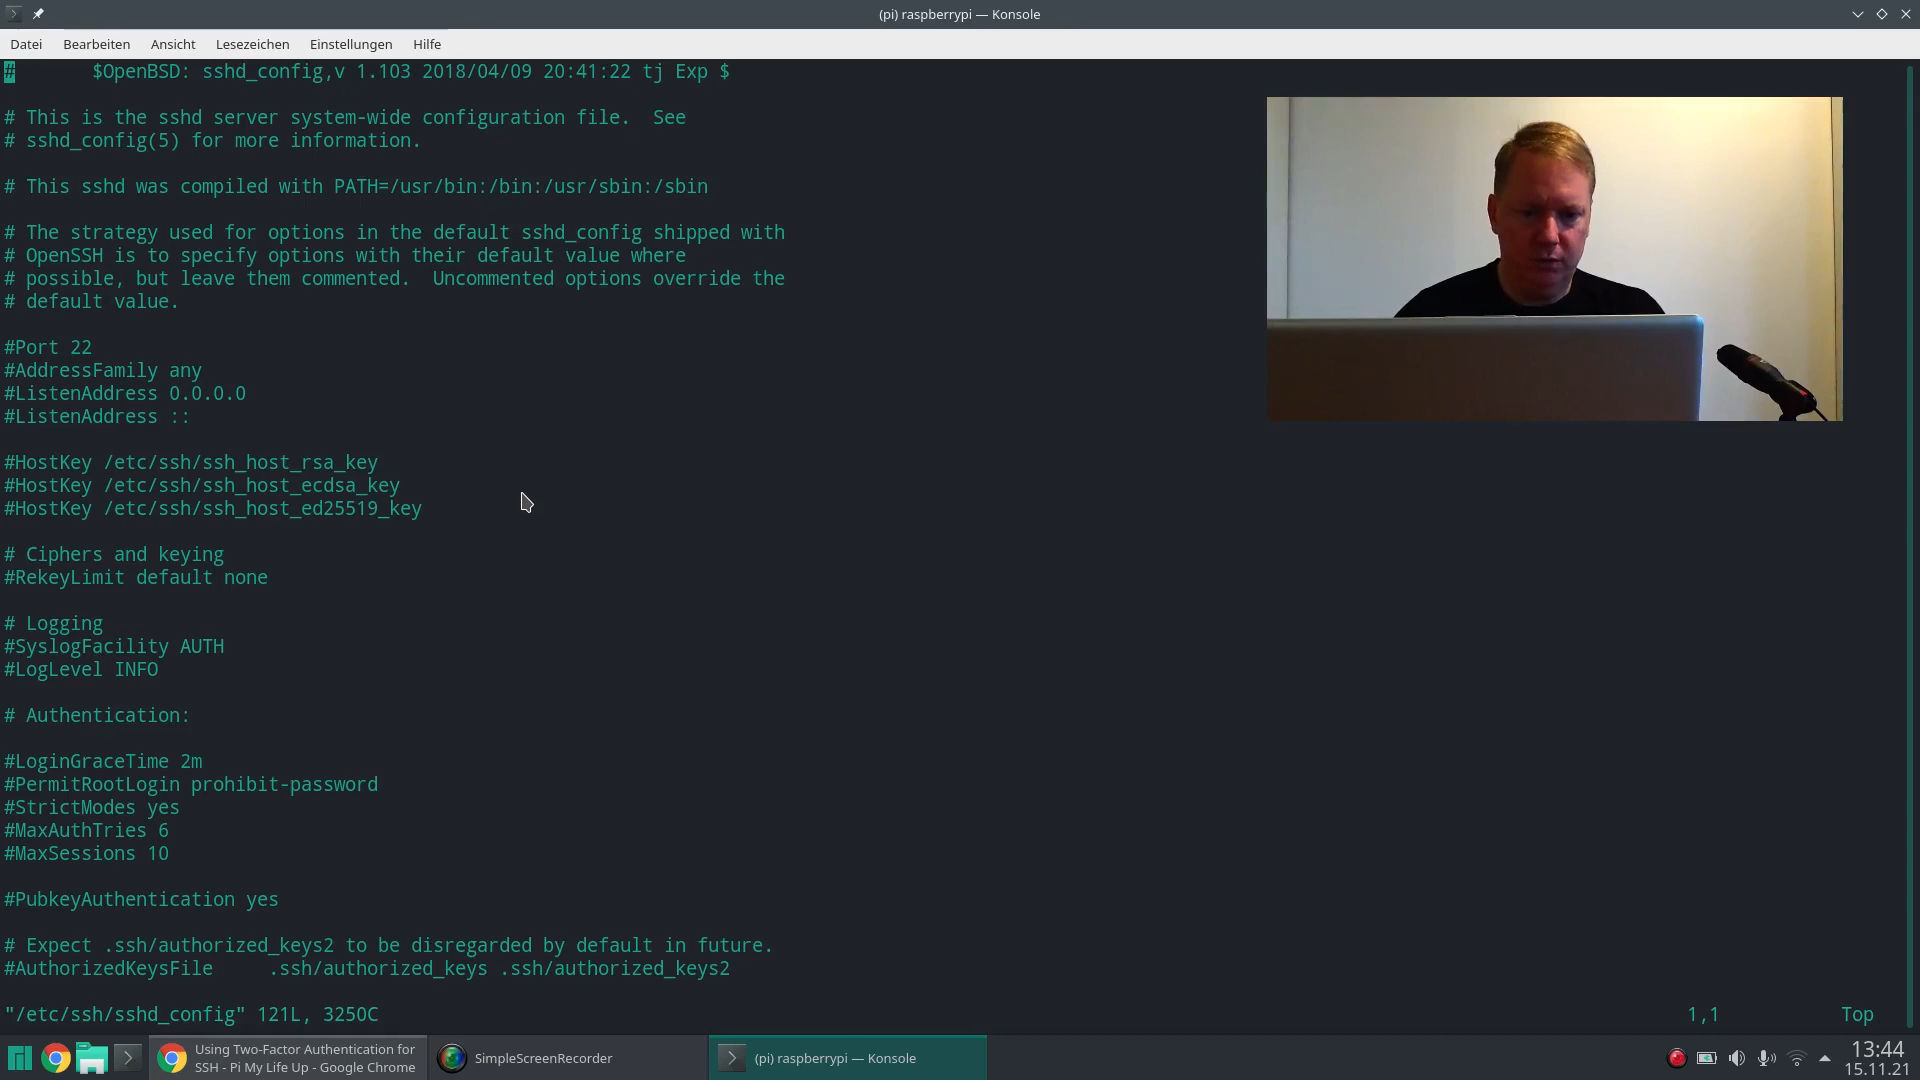 (pi) raspberrypi — Konsole
Datei Bearbeiten Ansicht Lesezeichen Einstellungen Hilfe
# $OpenBSD: sshd_config,v 1.103 2018/04/09 20:41:22 tj Exp $
# This is the sshd server system-wide configuration file.  See
# sshd_config(5) for more information.
# This sshd was compiled with PATH=/usr/bin:/bin:/usr/sbin:/sbin
# The strategy used for options in the default sshd_config shipped with
# OpenSSH is to specify options with their default value where
# possible, but leave them commented.  Uncommented options override the
# default value.
#Port 22
#AddressFamily any
#ListenAddress 0.0.0.0
#ListenAddress ::
#HostKey /etc/ssh/ssh_host_rsa_key
#HostKey /etc/ssh/ssh_host_ecdsa_key
#HostKey /etc/ssh/ssh_host_ed25519_key
# Ciphers and keying
#RekeyLimit default none
# Logging
#SyslogFacility AUTH
#LogLevel INFO
# Authentication:
#LoginGraceTime 2m
#PermitRootLogin prohibit-password
#StrictModes yes
#MaxAuthTries 6
#MaxSessions 10
#PubkeyAuthentication yes
# Expect .ssh/authorized_keys2 to be disregarded by default in future.
#AuthorizedKeysFile     .ssh/authorized_keys .ssh/authorized_keys2
"/etc/ssh/sshd_config" 121L, 3250C 1,1 Top
Using Two-Factor Authentication for
SSH - Pi My Life Up - Google Chrome
SimpleScreenRecorder
(pi) raspberrypi — Konsole
13:44
15.11.21